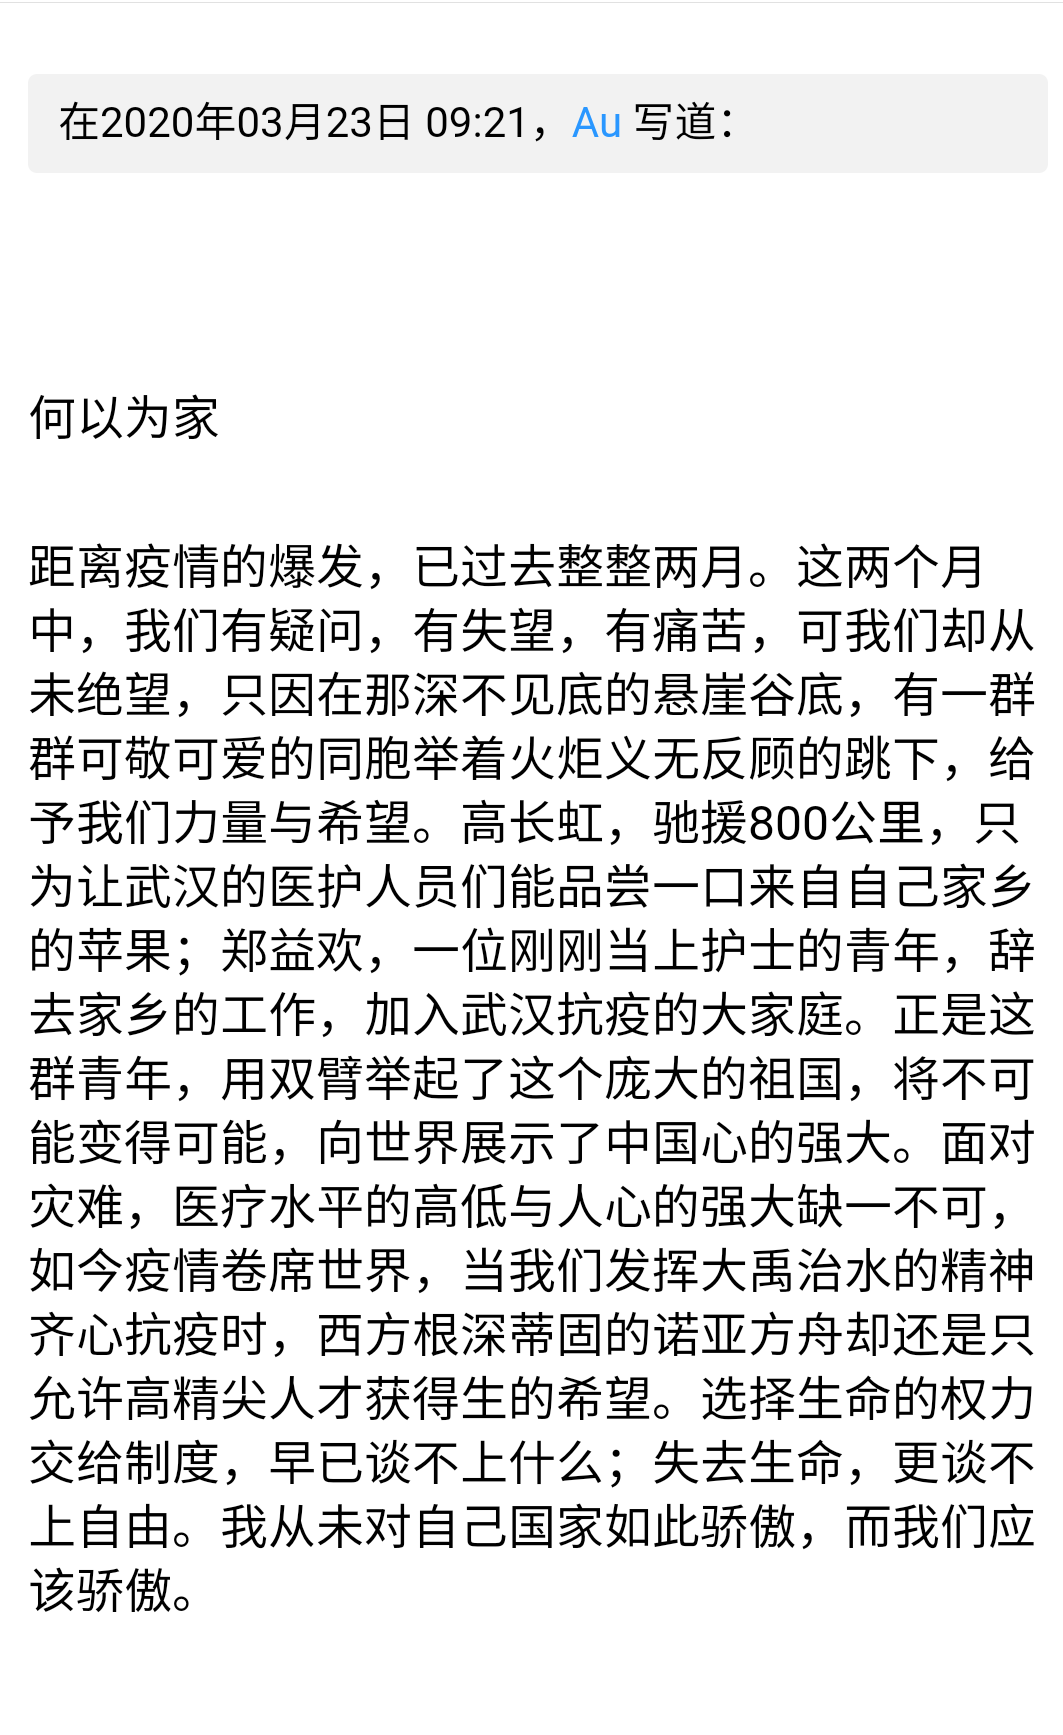 在2020年03月23日 09:21，Au 写道：
何以为家
距离疫情的爆发，已过去整整两月。这两个月
中，我们有疑问，有失望，有痛苦，可我们却从
未绝望，只因在那深不见底的悬崖谷底，有一群
群可敬可爱的同胞举着火炬义无反顾的跳下，给
予我们力量与希望。高长虹，驰援800公里，只
为让武汉的医护人员们能品尝一口来自自己家乡
的苹果；郑益欢，一位刚刚当上护士的青年，辞
去家乡的工作，加入武汉抗疫的大家庭。正是这
群青年，用双臂举起了这个庞大的祖国，将不可
能变得可能，向世界展示了中国心的强大。面对
灾难，医疗水平的高低与人心的强大缺一不可，
如今疫情卷席世界，当我们发挥大禹治水的精神
齐心抗疫时，西方根深蒂固的诺亚方舟却还是只
允许高精尖人才获得生的希望。选择生命的权力
交给制度，早已谈不上什么；失去生命，更谈不
上自由。我从未对自己国家如此骄傲，而我们应
该骄傲。